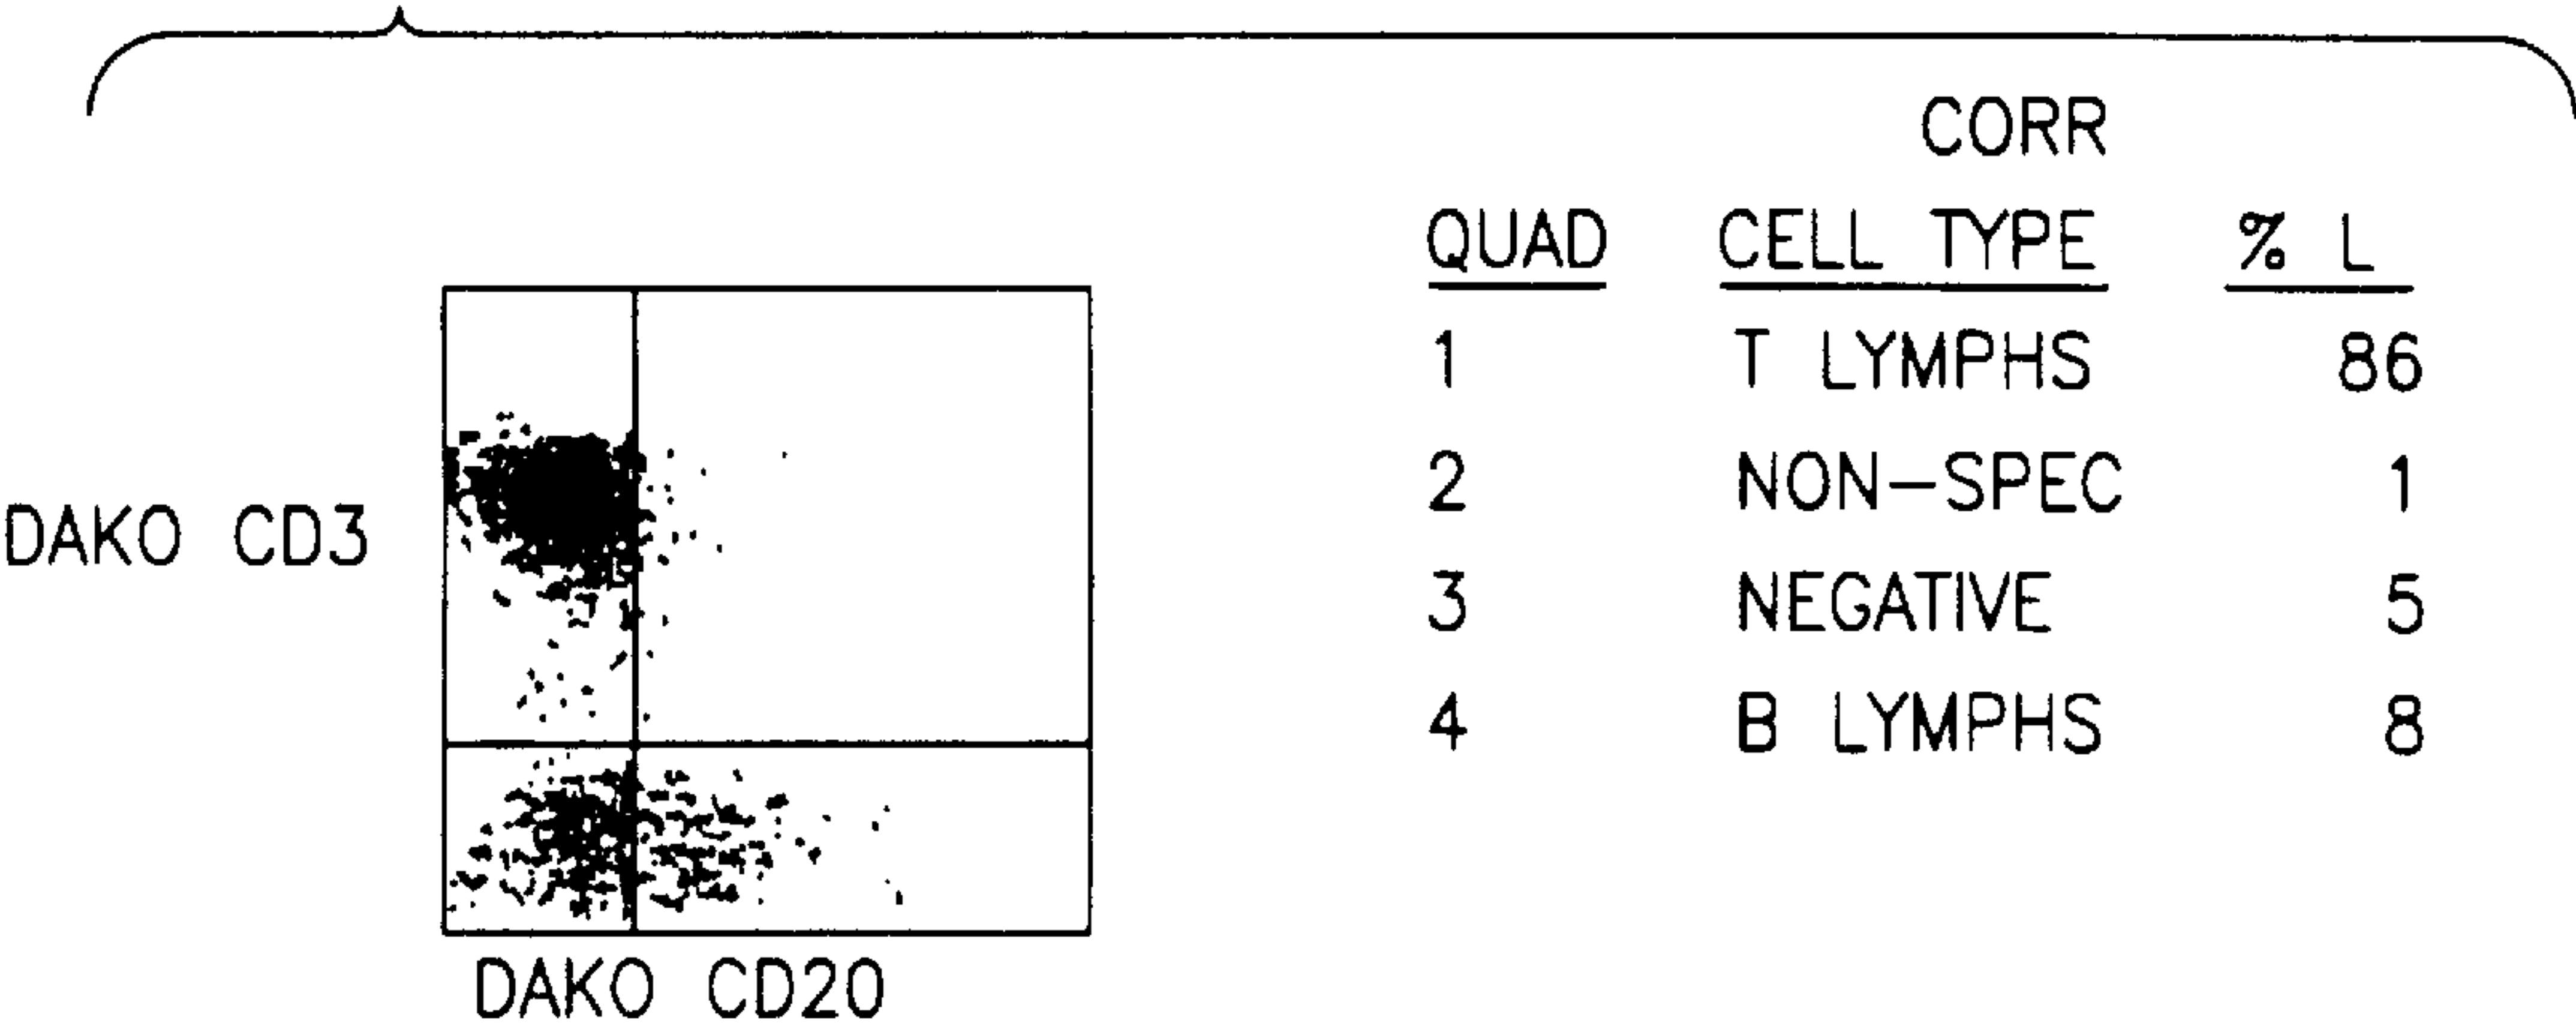 DAKO CD3
DAKO CD20
CORR
QUAD CELL TYPE % L
1 T LYMPHS 86
2 NON-SPEC 1
3 NEGATIVE 5
4 B LYMPHS 8